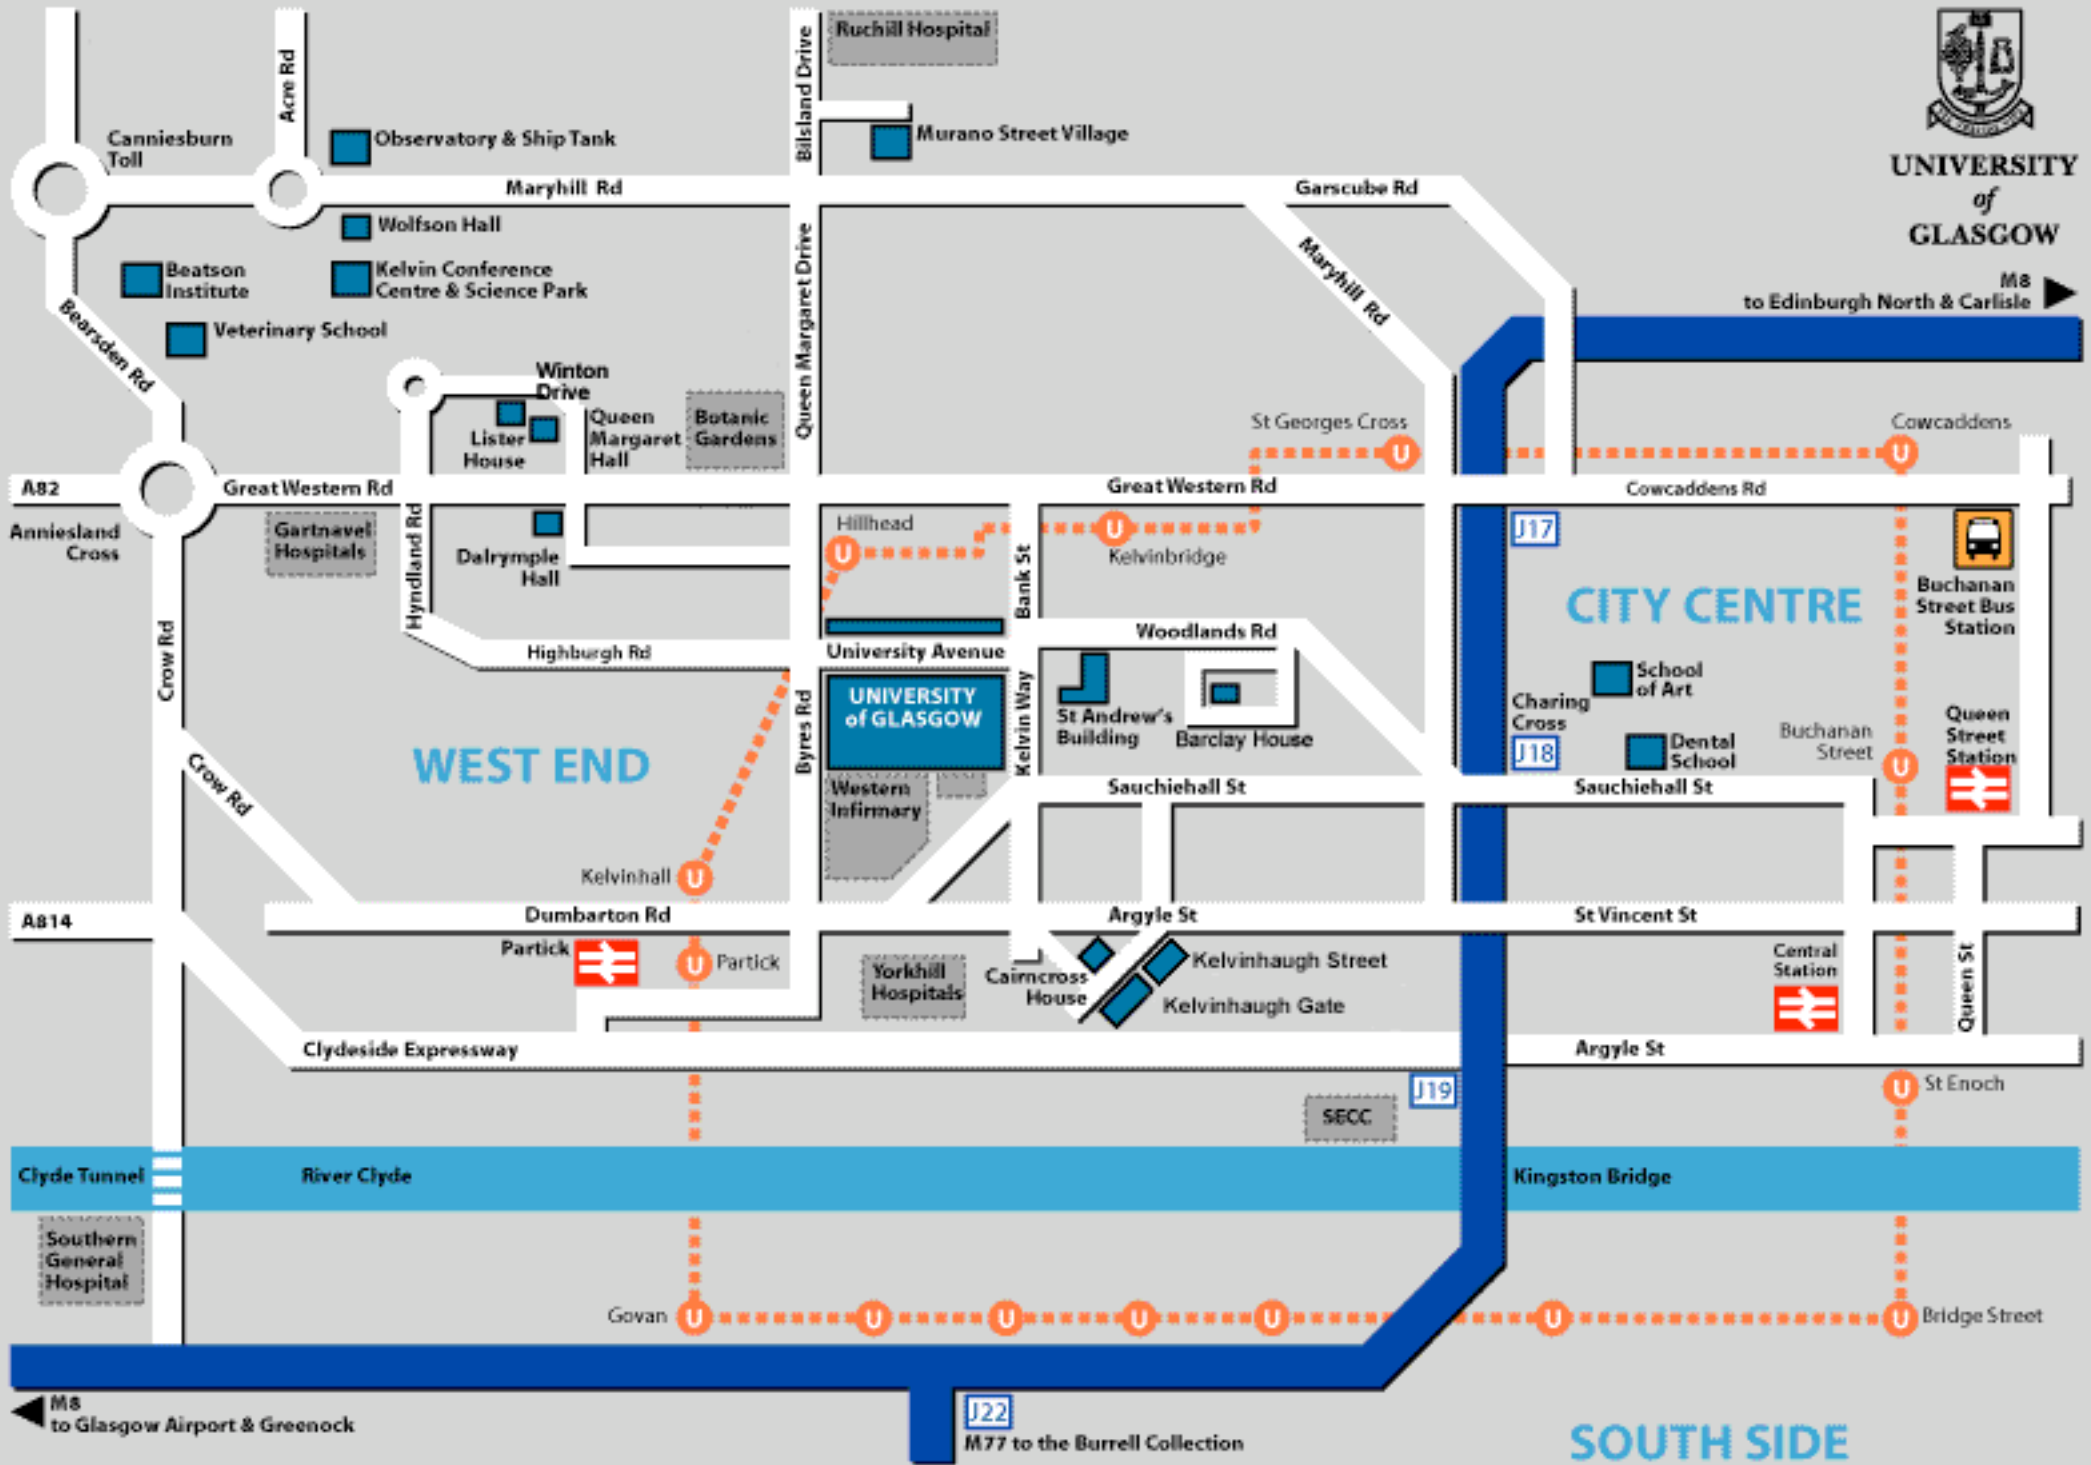 Ruchill Hospital
Acre Rd
Bilsland Drive
Canniesburn
Toll
Observatory & Ship Tank
Murano Street Village
UNIVERSITY
of
GLASGOW
Maryhill Rd
Garscube Rd
Wolfson Hall
Queen Margaret Drive
Maryhill Rd
Beatson
Institute
Kelvin Conference
Centre & Science Park
M8
to Edinburgh North & Carlisle
Bearsden Rd
Veterinary School
Winton
Drive
Lister
House
Queen
Margaret
Hall
Botanic
Gardens
St Georges Cross
U
Cowcaddens
U
A82
Great Western Rd
Great Western Rd
Cowcaddens Rd
Anniesland
Cross
Gartnavel
Hospitals
Hyndland Rd
Dalrymple
Hall
Hillhead
U
U
Kelvinbridge
Bank St
J17
CITY CENTRE
Buchanan
Street Bus
Station
Crow Rd
Highburgh Rd
University Avenue
Woodlands Rd
UNIVERSITY
of GLASGOW
Byres Rd
Kelvin Way
St Andrew's
Building
Barclay House
School
of Art
Charing
Cross
J18
Dental
School
Buchanan
Street
U
Queen
Street
Station
WEST END
Crow Rd
Western
Infirmary
Sauchiehall St
Sauchiehall St
Kelvinhall
U
A814
Dumbarton Rd
Argyle St
St Vincent St
Partick
U
Partick
Yorkhill
Hospitals
Cairncross
House
Kelvinhaugh Street
Kelvinhaugh Gate
Central
Station
Queen St
Clydeside Expressway
Argyle St
J19
SECC
U
St Enoch
Clyde Tunnel
River Clyde
Kingston Bridge
Southern
General
Hospital
Govan
U
U
U
U
U
U
U
Bridge Street
M8
to Glasgow Airport & Greenock
J22
M77 to the Burrell Collection
SOUTH SIDE